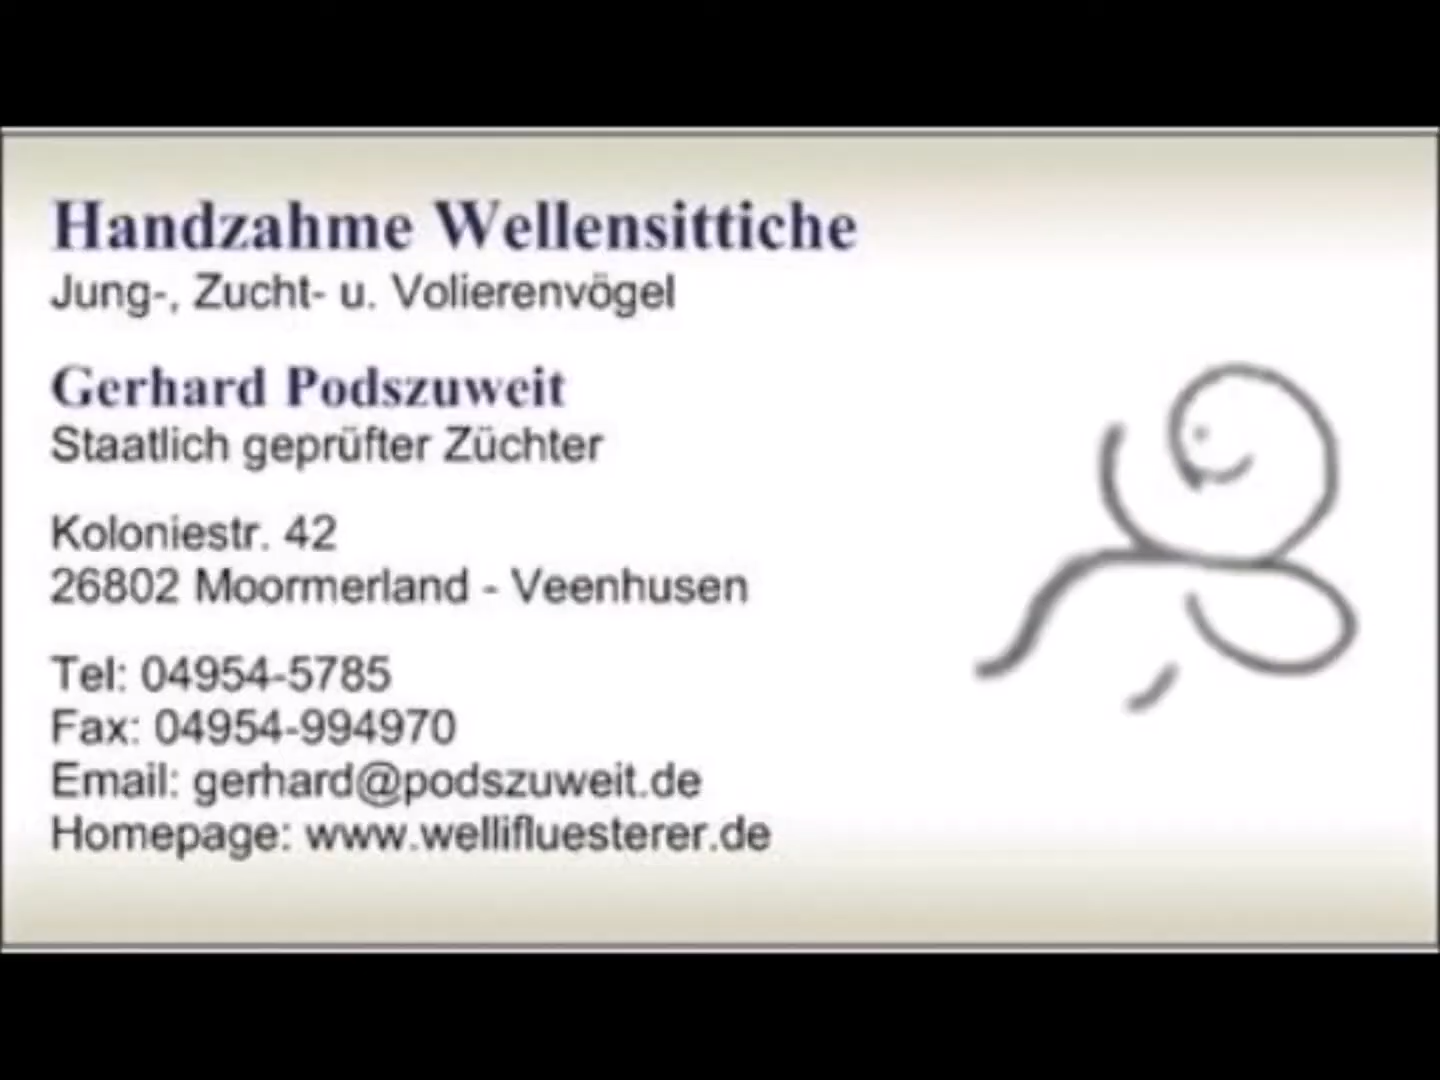 Handzahme Wellensittiche
Jung-, Zucht- u. Volierenvögel
Gerhard Podszuweit
Staatlich geprüfter Züchter
Koloniestr. 42
26802 Moormerland - Veenhusen
Tel: 04954-5785
Fax: 04954-994970
Email: gerhard@podszuweit.de
Homepage: www.wellifluesterer.de